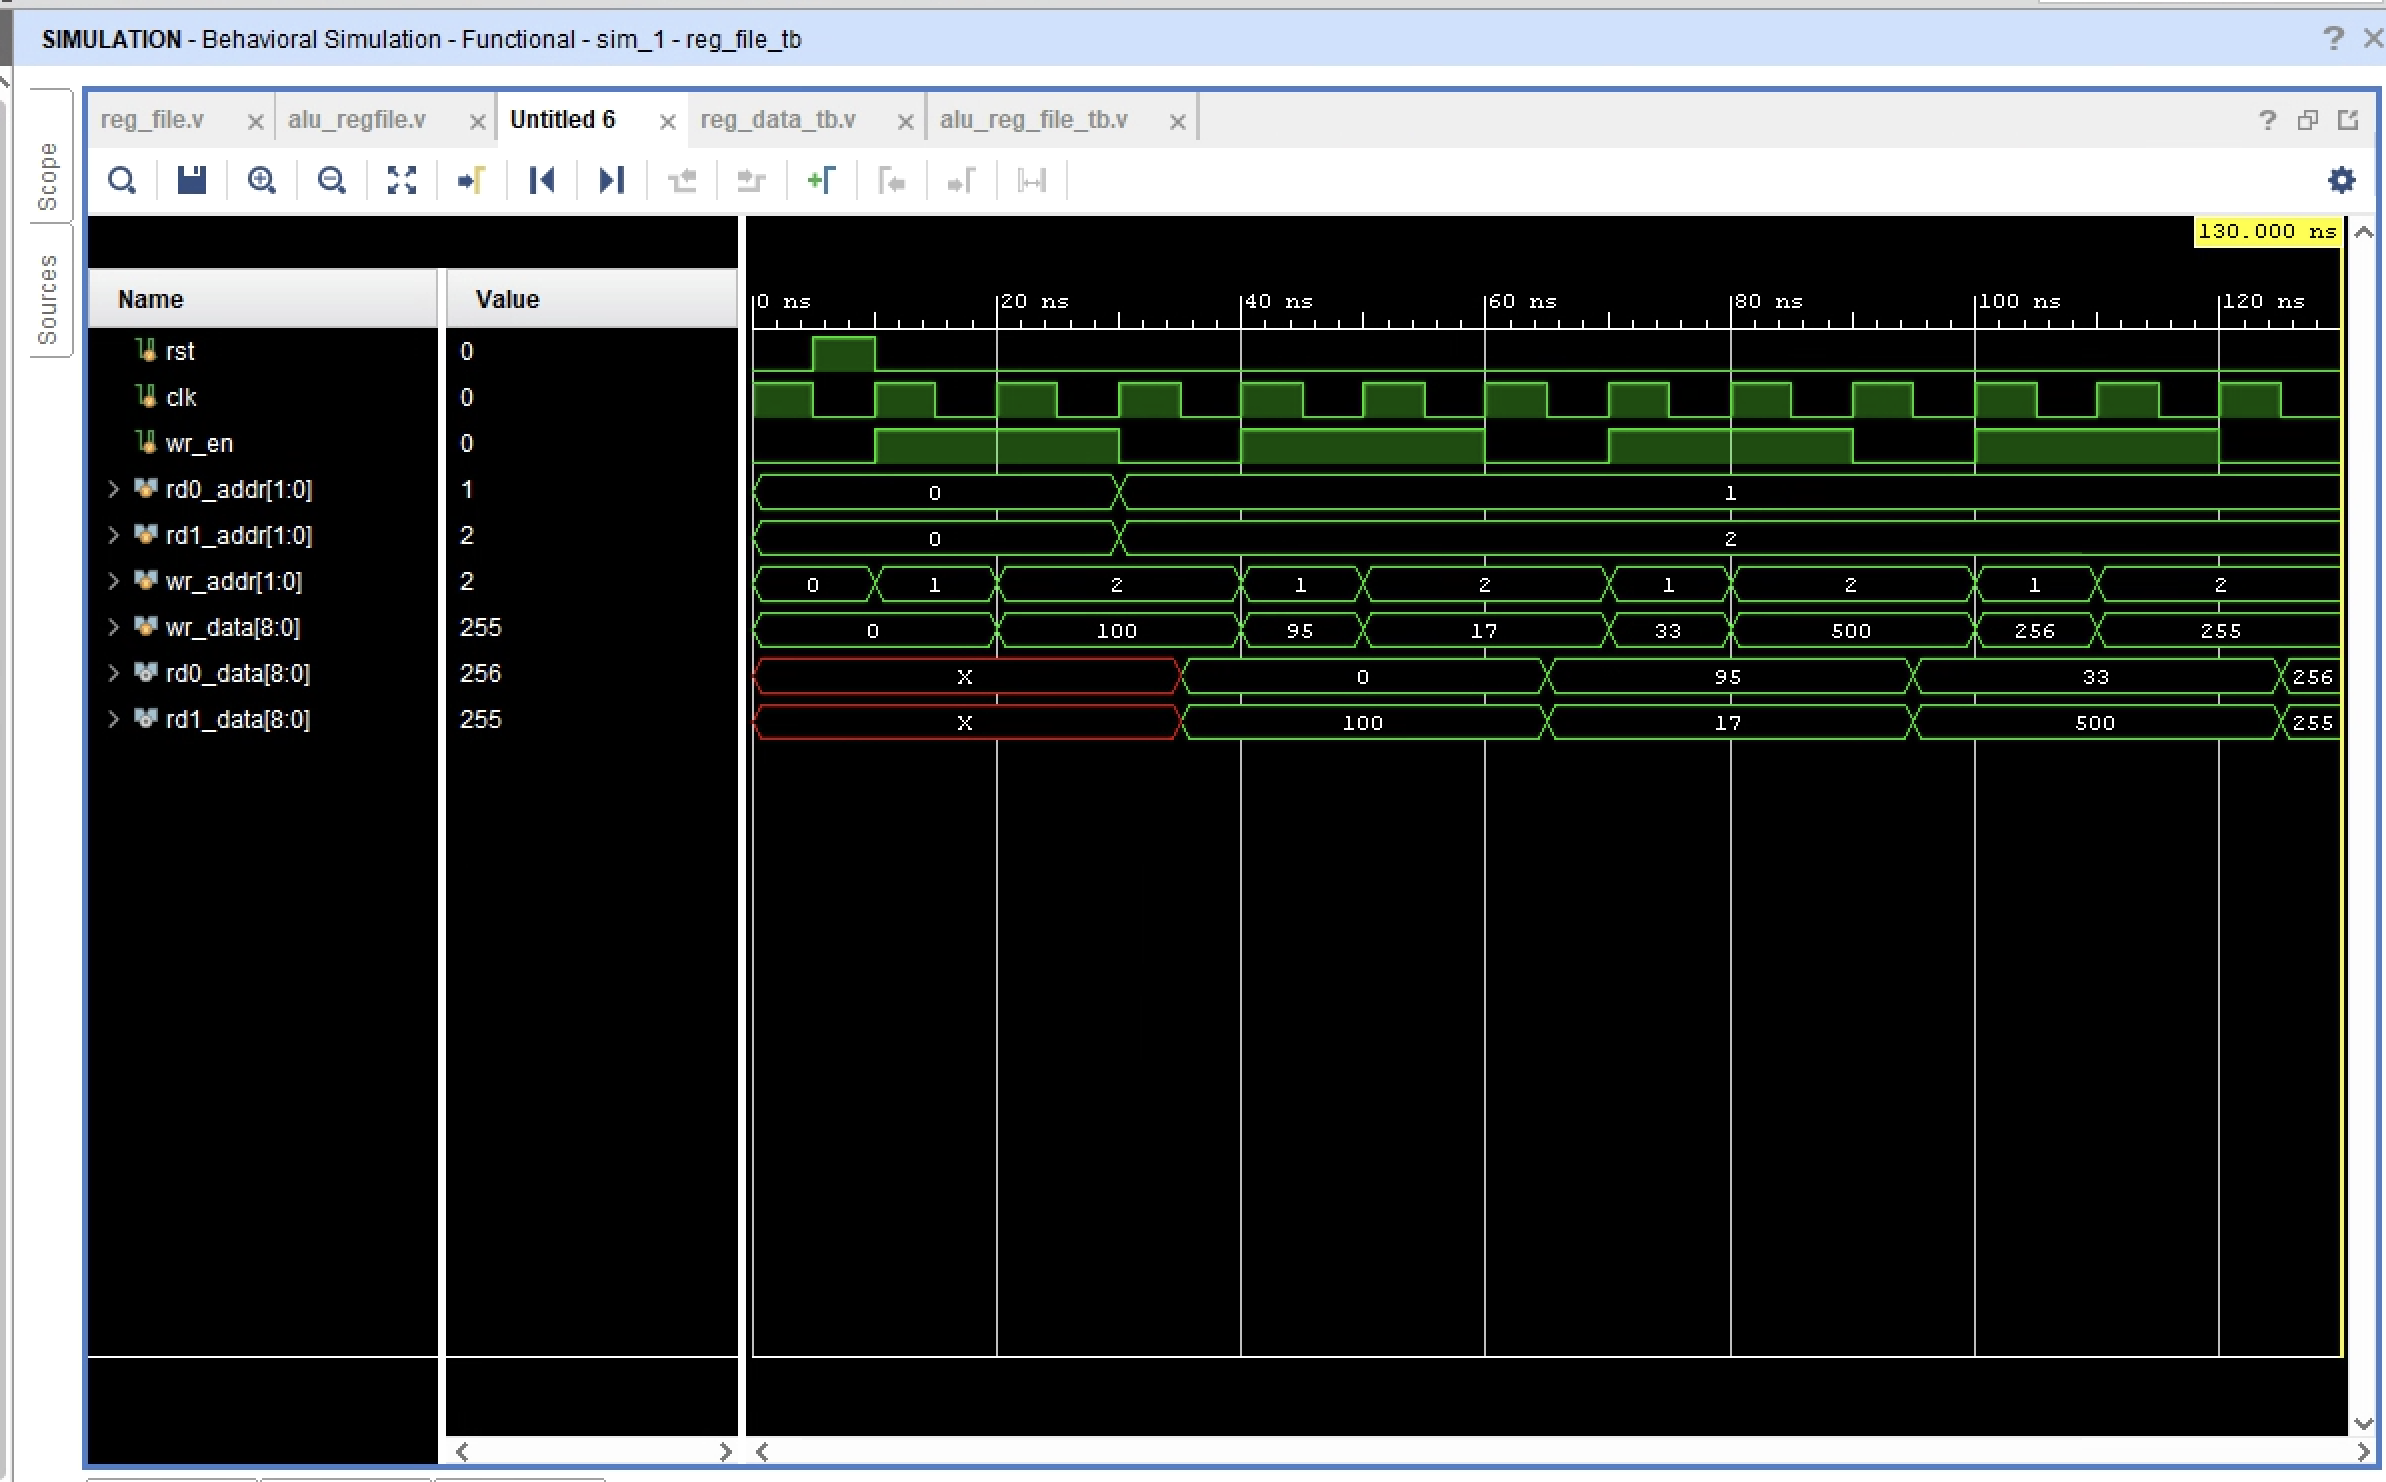 SIMULATION - Behavioral Simulation - Functional - sim_1 - reg_file_tb
Scope
Sources
reg_file.v alu_regfile.v Untitled 6 reg_data_tb.v alu_reg_file_tb.v
130.000 ns
Name Value 0 ns 20 ns 40 ns 60 ns 80 ns 100 ns 120 ns
rst 0
clk 0
wr_en 0
rd0_addr[1:0] 1 0 1
rd1_addr[1:0] 2 0 2
wr_addr[1:0] 2 0 1 2 1 2 1 2 1 2
wr_data[8:0] 255 0 100 95 17 33 500 256 255
rd0_data[8:0] 256 X 0 95 33 256
rd1_data[8:0] 255 X 100 17 500 255